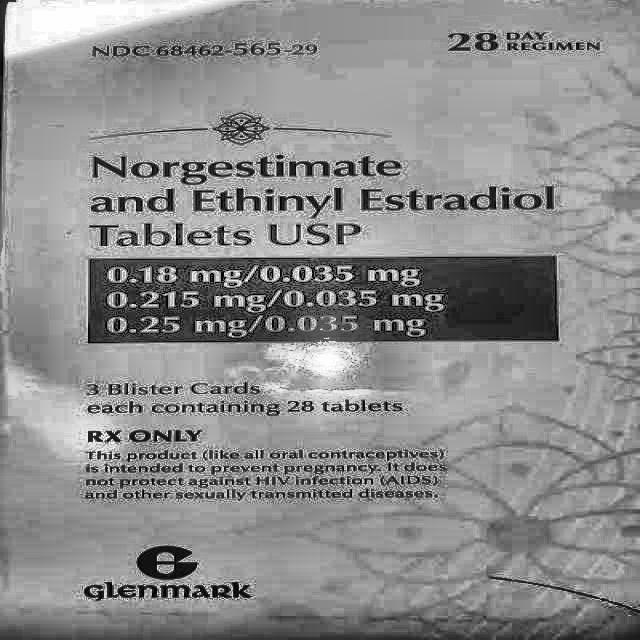 NDC 68462-565-29
28 DAY REGIMEN
Norgestimate
and Ethinyl Estradiol
Tablets USP
0.18 mg/0.035 mg
0.215 mg/0.035 mg
0.25 mg/0.035 mg
3 Blister Cards
each containing 28 tablets
RX ONLY
This product (like all oral contraceptives)
is intended to prevent pregnancy. It does
not protect against HIV infection (AIDS)
and other sexually transmitted diseases.
glenmark